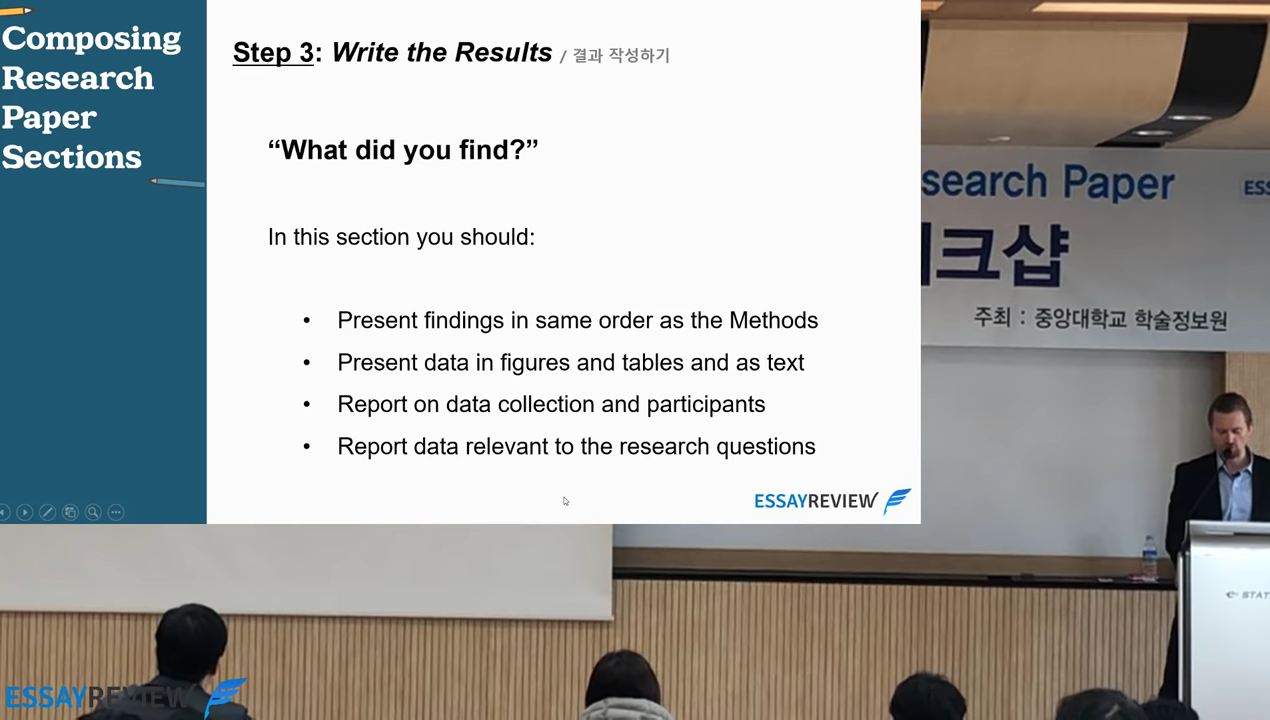 Composing
Research
Paper
Sections
Step 3: Write the Results / 결과 작성하기
“What did you find?”
In this section you should:
• Present findings in same order as the Methods
• Present data in figures and tables and as text
• Report on data collection and participants
• Report data relevant to the research questions
ESSAYREVIEW
search Paper
ESS
크샵
주최 : 중앙대학교 학술정보원
STAT
ESSAYREVIEW